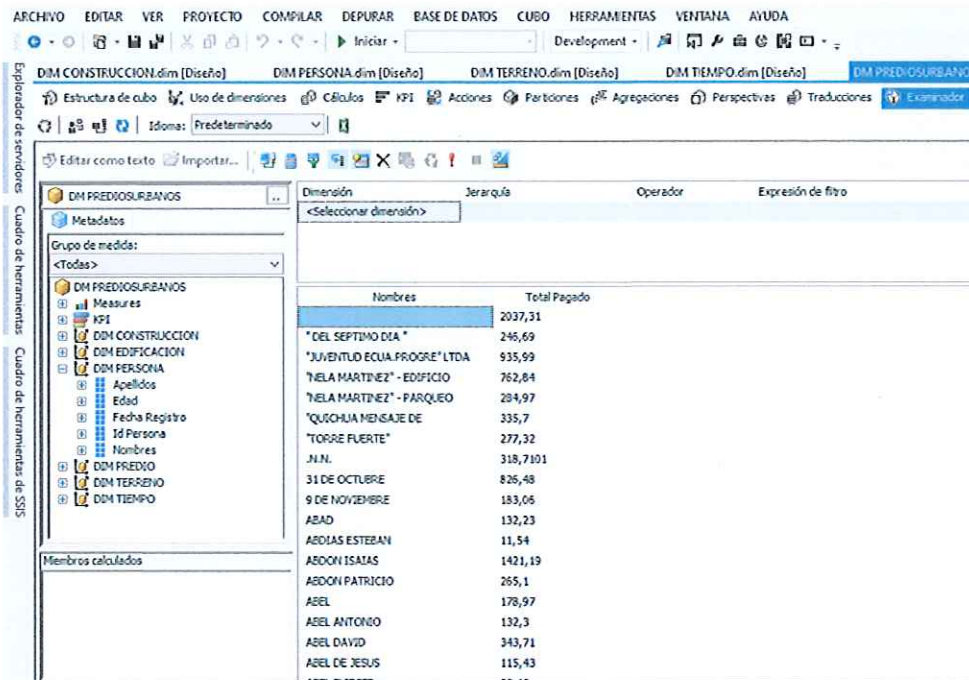 ARCHIVO EDITAR VER PROYECTO COMPILAR DEPURAR BASE DE DATOS CUBO HERRAMIENTAS VENTANA AYUDA
Iniciar Development
DIM CONSTRUCCION.dim [Diseño] DIM PERSONA.dim [Diseño] DIM TERRENO.dim [Diseño] DIM TIEMPO.dim [Diseño] DM PREDIOSURBANO
Estructura de cubo Uso de dimensiones Cálculos KPI Acciones Particiones Agregaciones Perspectivas Traducciones Examinador
Idioma: Predeterminado
Editar como texto Importar...
Explorador de servidores
Cuadro de herramientas
Cuadro de herramientas de SSIS
DM PREDIOSURBANOS ..
Metadatos
Grupo de medida:
<Todas>
DM PREDIOSURBANOS
Measures
KPI
DIM CONSTRUCCION
DIM EDIFICACION
DIM PERSONA
Apellidos
Edad
Fecha Registro
Id Persona
Nombres
DIM PREDIO
DIM TERRENO
DIM TIEMPO
Miembros calculados
Dimensión Jerarquía Operador Expresión de filtro
<Seleccionar dimensión>
Nombres Total Pagado
2037,31
" DEL SEPTIMO DIA " 246,69
"JUVENTUD ECUA.PROGRE" LTDA 935,99
"NELA MARTINEZ" - EDIFICIO 762,84
"NELA MARTINEZ" - PARQUEO 284,97
"QUICHUA MENSAJE DE 335,7
"TORRE FUERTE" 277,32
.N.N. 318,7101
31 DE OCTUBRE 826,48
9 DE NOVIEMBRE 183,06
ABAD 132,23
ABDIAS ESTEBAN 11,54
ABDON ISAIAS 1421,19
ABDON PATRICIO 265,1
ABEL 178,97
ABEL ANTONIO 132,3
ABEL DAVID 343,71
ABEL DE JESUS 115,43